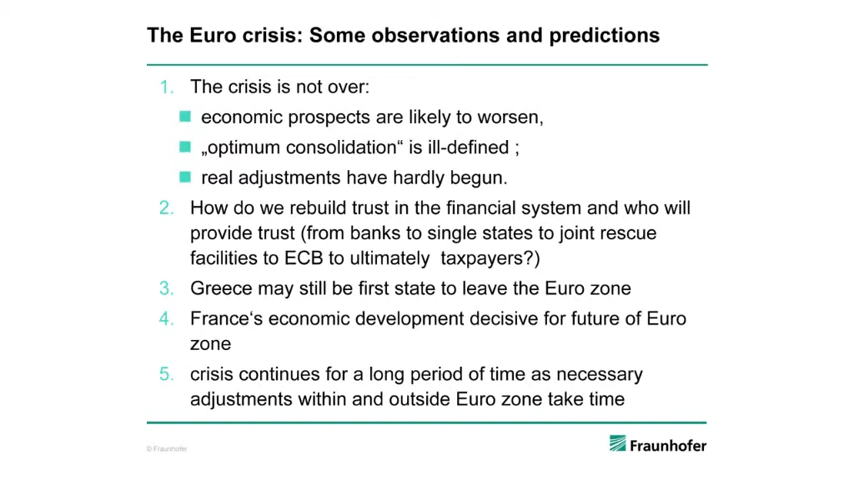 The Euro crisis: Some observations and predictions
1. The crisis is not over:
economic prospects are likely to worsen,
„optimum consolidation“ is ill-defined ;
real adjustments have hardly begun.
2. How do we rebuild trust in the financial system and who will
provide trust (from banks to single states to joint rescue
facilities to ECB to ultimately taxpayers?)
3. Greece may still be first state to leave the Euro zone
4. France‘s economic development decisive for future of Euro
zone
5. crisis continues for a long period of time as necessary
adjustments within and outside Euro zone take time
© Fraunhofer
Fraunhofer